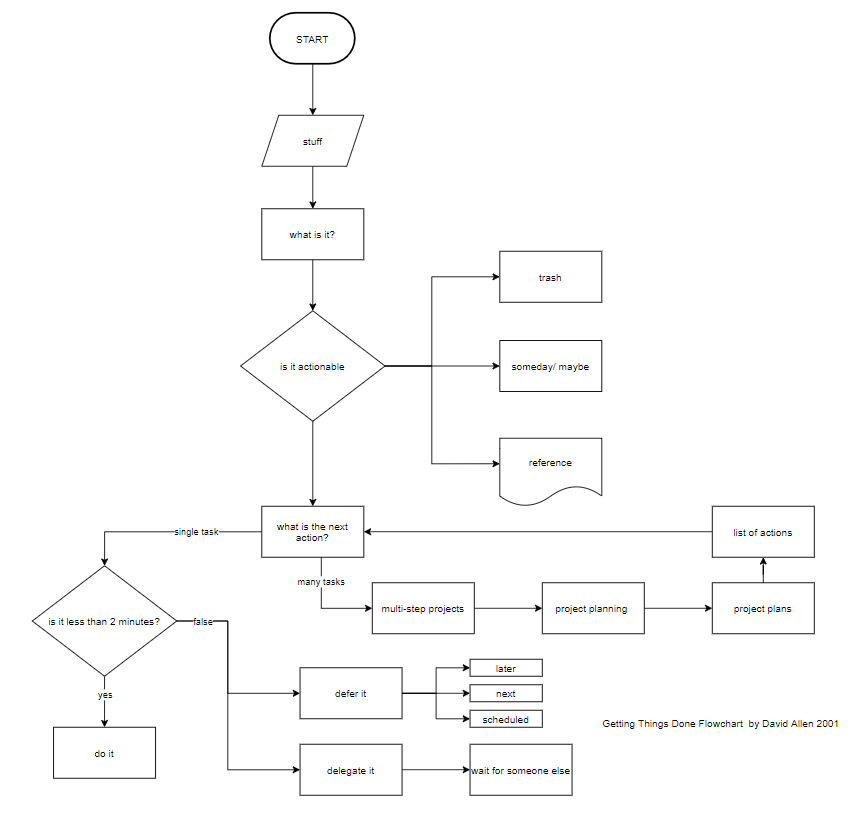 START
stuff
what is it?
trash
is it actionable
someday/ maybe
reference
what is the next
action?
single task
list of actions
many tasks
multi-step projects
project planning
project plans
is it less than 2 minutes?
false
later
defer it
next
yes
scheduled
Getting Things Done Flowchart  by David Allen 2001
do it
delegate it
wait for someone else